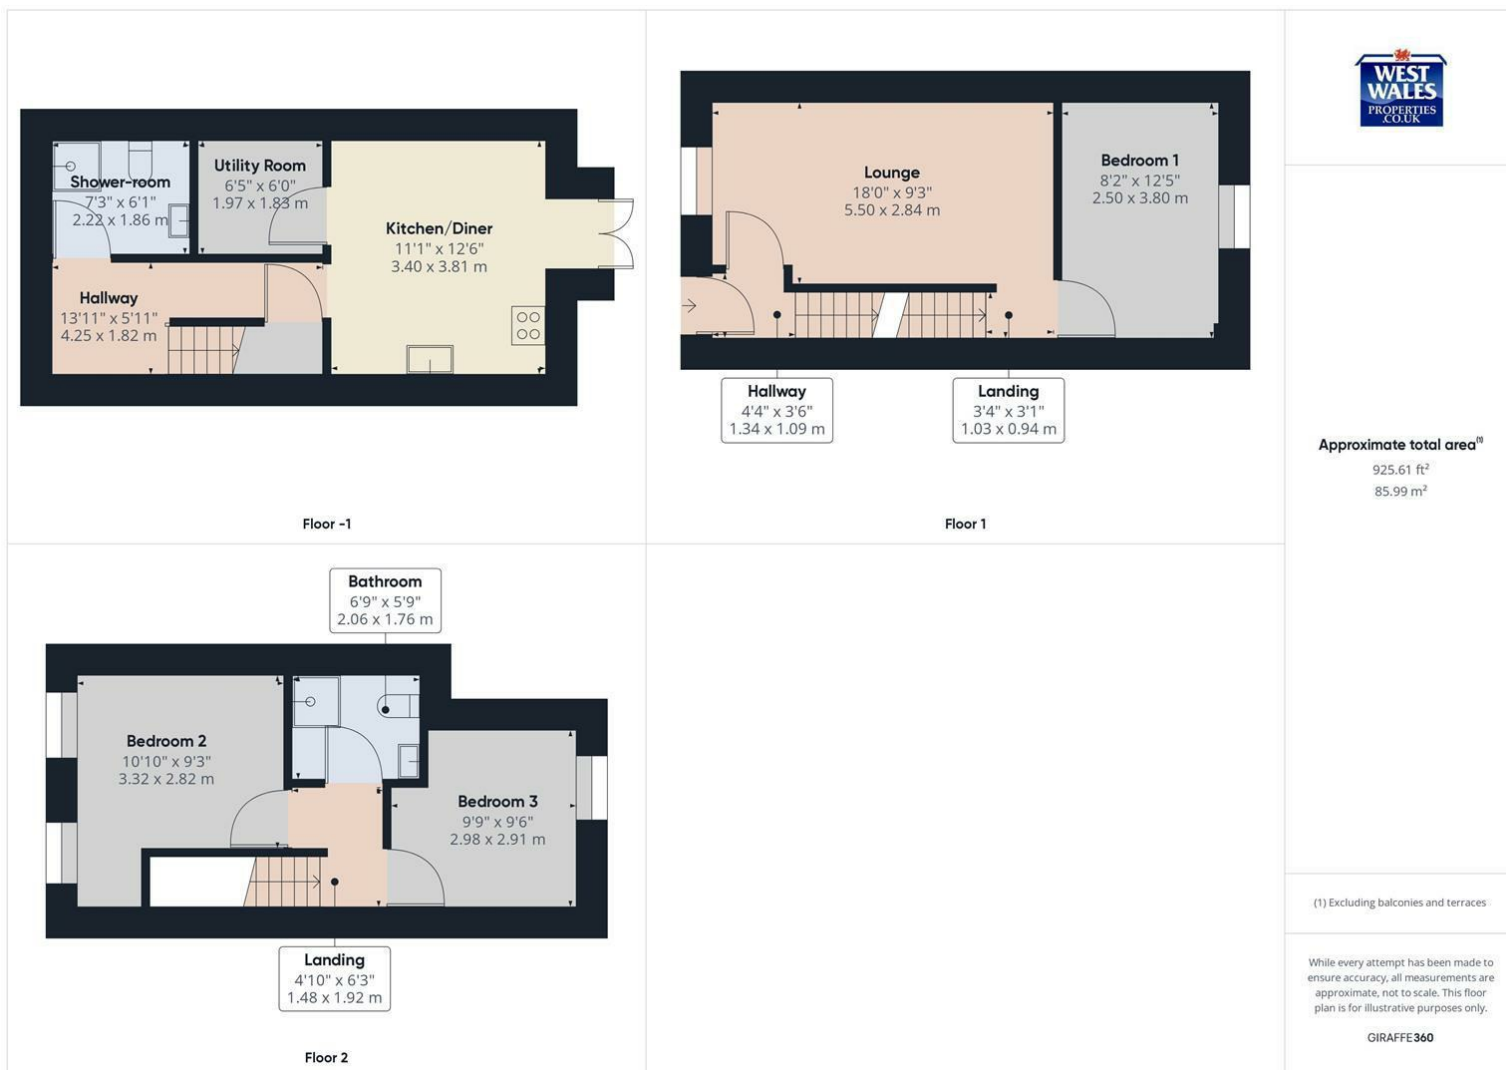 Shower-room
7'3" x 6'1"
2.22 x 1.86 m
Utility Room
6'5" x 6'0"
1.97 x 1.83 m
Kitchen/Diner
11'1" x 12'6"
3.40 x 3.81 m
Hallway
13'11" x 5'11"
4.25 x 1.82 m
Floor -1
Lounge
18'0" x 9'3"
5.50 x 2.84 m
Bedroom 1
8'2" x 12'5"
2.50 x 3.80 m
Hallway
4'4" x 3'6"
1.34 x 1.09 m
Landing
3'4" x 3'1"
1.03 x 0.94 m
Floor 1
Bathroom
6'9" x 5'9"
2.06 x 1.76 m
Bedroom 2
10'10" x 9'3"
3.32 x 2.82 m
Bedroom 3
9'9" x 9'6"
2.98 x 2.91 m
Landing
4'10" x 6'3"
1.48 x 1.92 m
Floor 2
WEST
WALES
PROPERTIES
.CO.UK
Approximate total area(1)
925.61 ft²
85.99 m²
(1) Excluding balconies and terraces
While every attempt has been made to
ensure accuracy, all measurements are
approximate, not to scale. This floor
plan is for illustrative purposes only.
GIRAFFE360